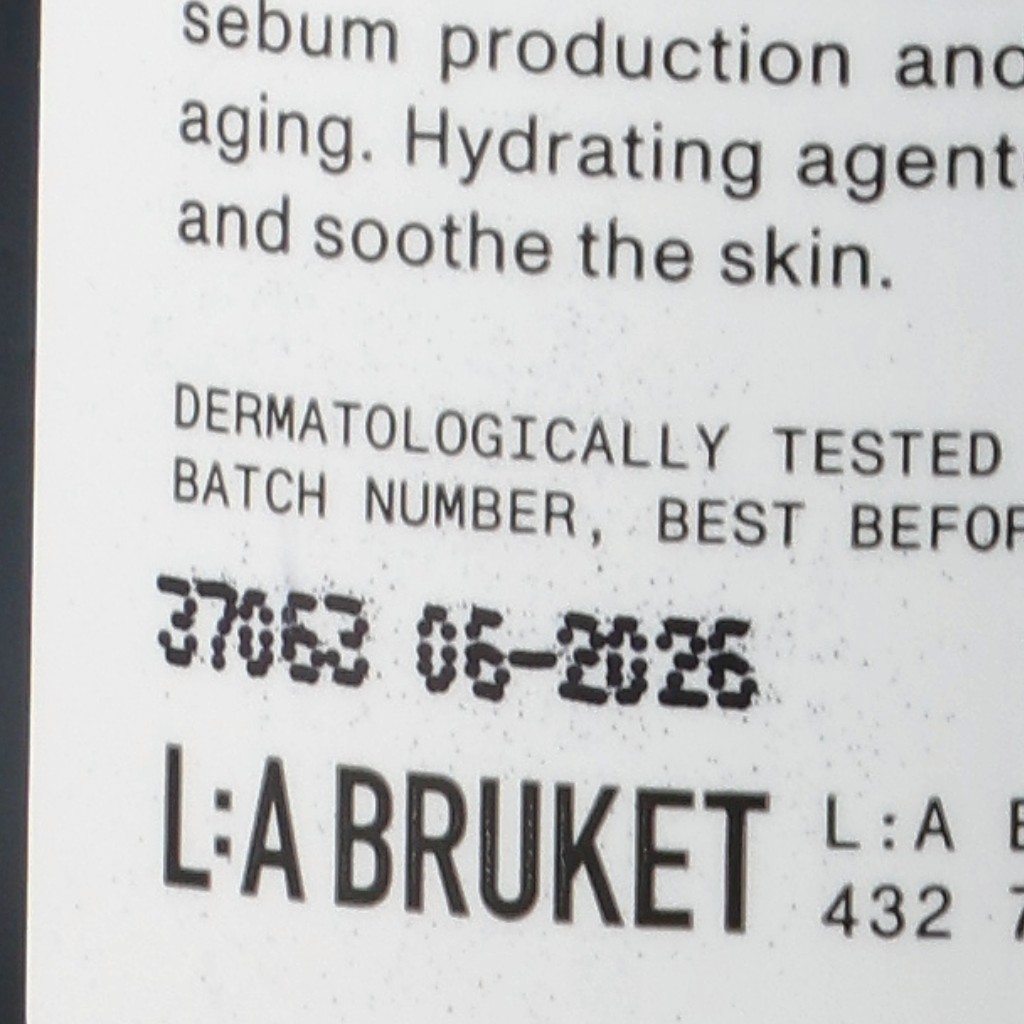 sebum production and
aging. Hydrating agent
and soothe the skin.
DERMATOLOGICALLY TESTED
BATCH NUMBER, BEST BEFOR
37063 06-2026
L:A BRUKET
L:A
432